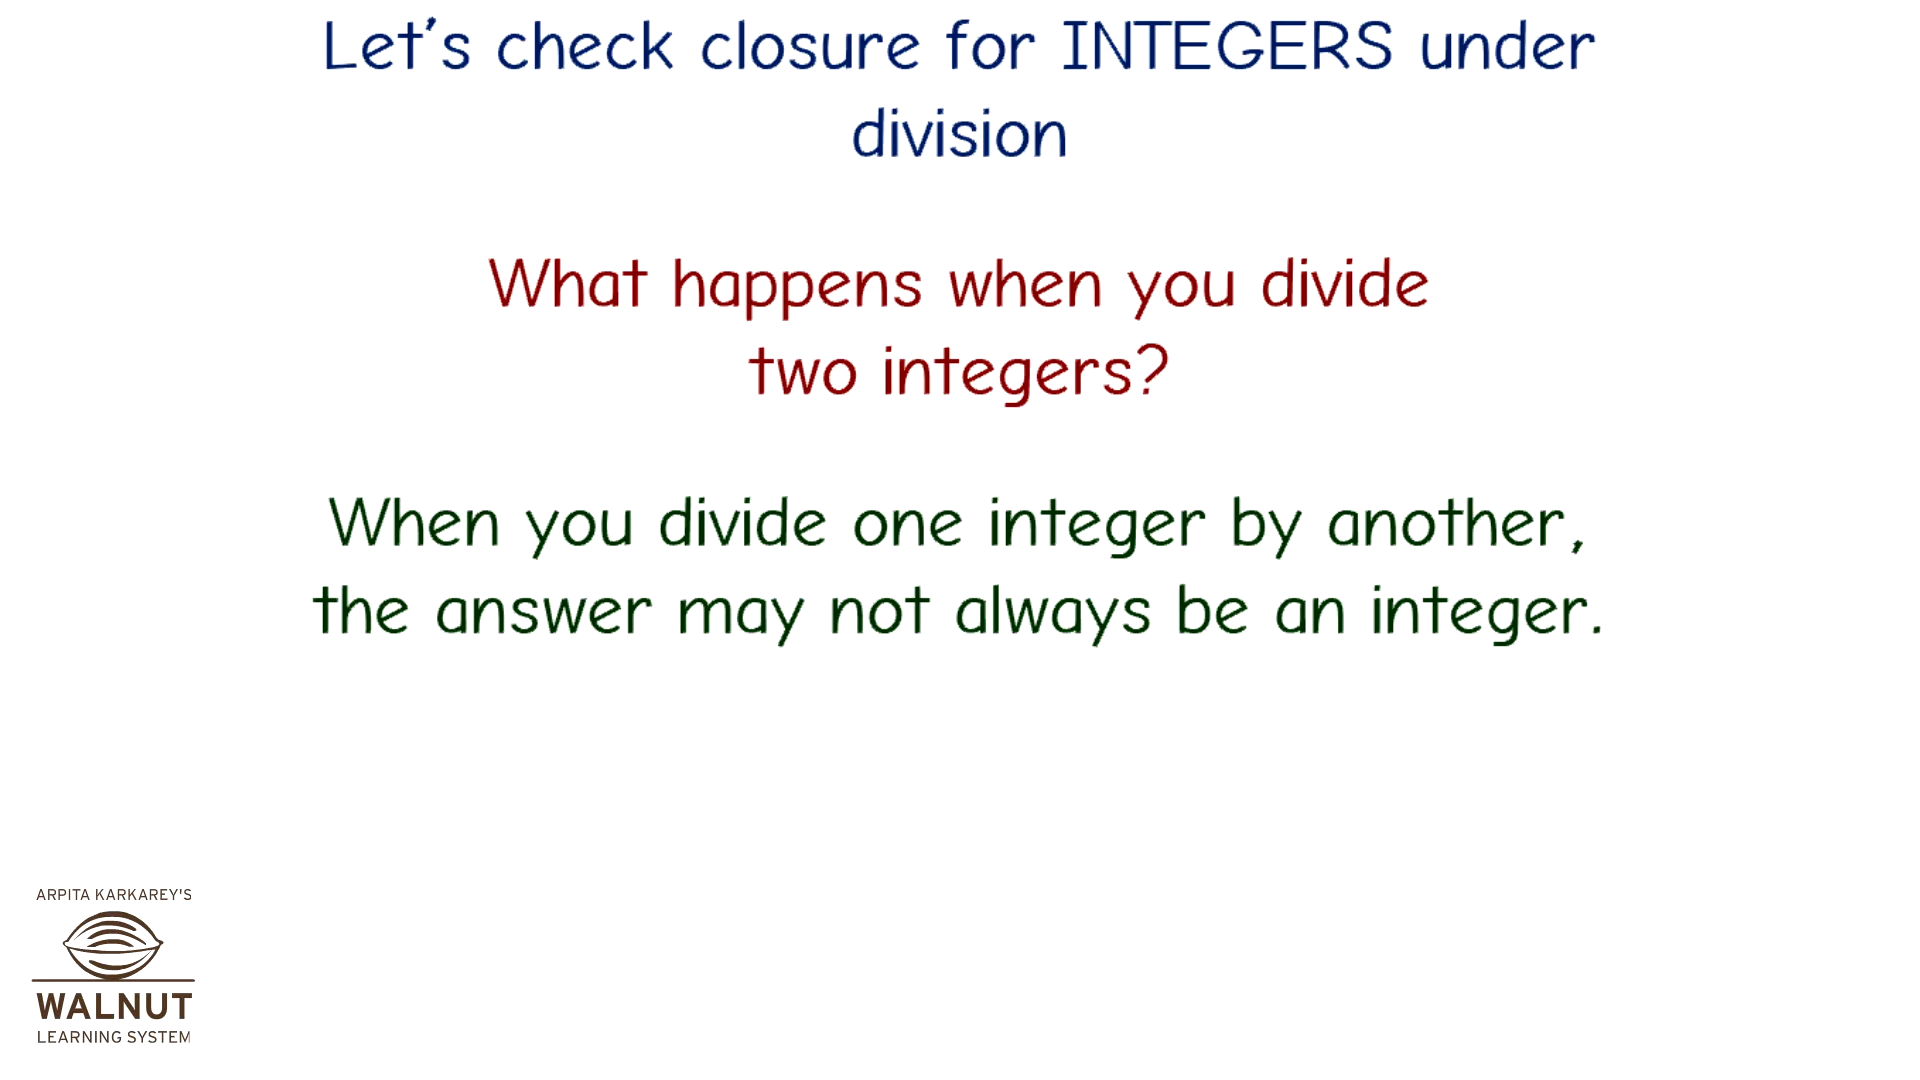 Let's check closure for INTEGERS under
division
What happens when you divide
two integers?
When you divide one integer by another,
the answer may not always be an integer.
ARPITA KARKAREY'S
WALNUT
LEARNING SYSTEM